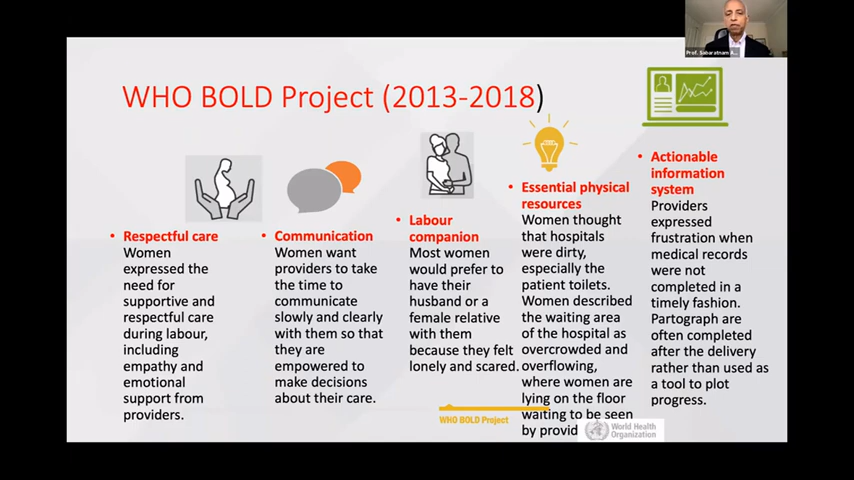 Prof. Sabaratnam A...
WHO BOLD Project (2013-2018)
• Respectful care
Women
expressed the
need for
supportive and
respectful care
during labour,
including
empathy and
emotional
support from
providers.
• Communication
Women want
providers to take
the time to
communicate
slowly and clearly
with them so that
they are
empowered to
make decisions
about their care.
• Labour
companion
Most women
would prefer to
have their
husband or a
female relative
with them
because they felt
lonely and scared.
• Essential physical
resources
Women thought
that hospitals
were dirty,
especially the
patient toilets.
Women described
the waiting area
of the hospital as
overcrowded and
overflowing,
where women are
lying on the floor
waiting to be seen
by provid
• Actionable
information
system
Providers
expressed
frustration when
medical records
were not
completed in a
timely fashion.
Partograph are
often completed
after the delivery
rather than used as
a tool to plot
progress.
WHO BOLD Project
World Health
Organization